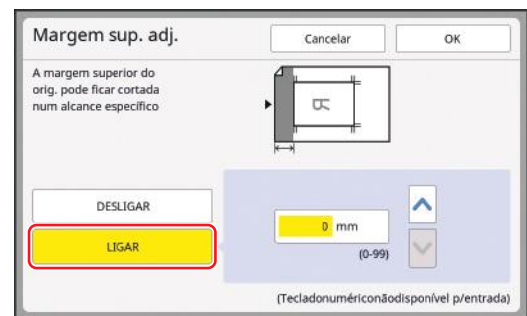 Margem sup. adj.
Cancelar
OK
A margem superior do
orig. pode ficar cortada
num alcance específico
R
DESLIGAR
LIGAR
0 mm
(0-99)
(Tecladonumériconãodisponível p/entrada)